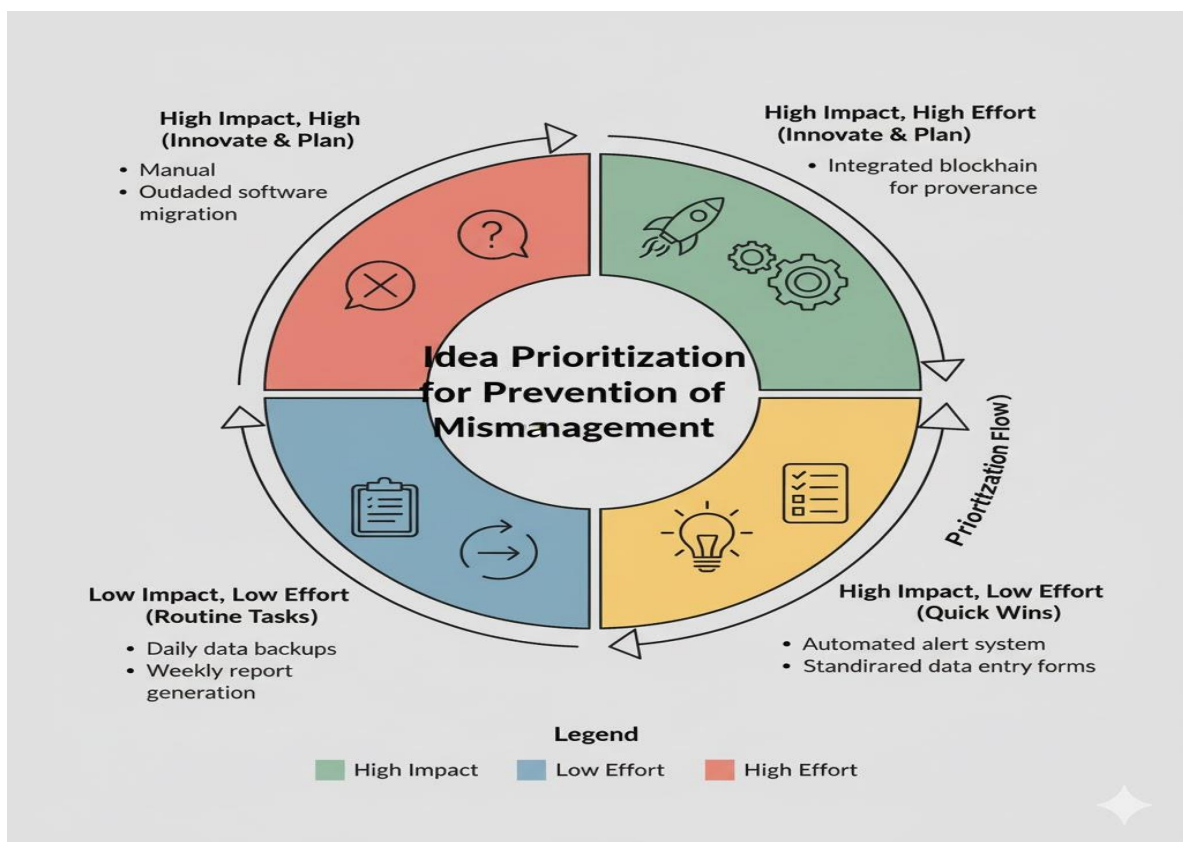 High Impact, High
(Innovate & Plan)
• Manual
• Outdaded software
migration
High Impact, High Effort
(Innovate & Plan)
• Integrated blockhain
for proverance
Idea Prioritization
for Prevention of
Mismanagement
Prioritzation Flow)
Low Impact, Low Effort
(Routine Tasks)
• Daily data backups
• Weekly report
generation
High Impact, Low Effort
(Quick Wins)
• Automated alert system
• Standirared data entry forms
Legend
High Impact
Low Effort
High Effort